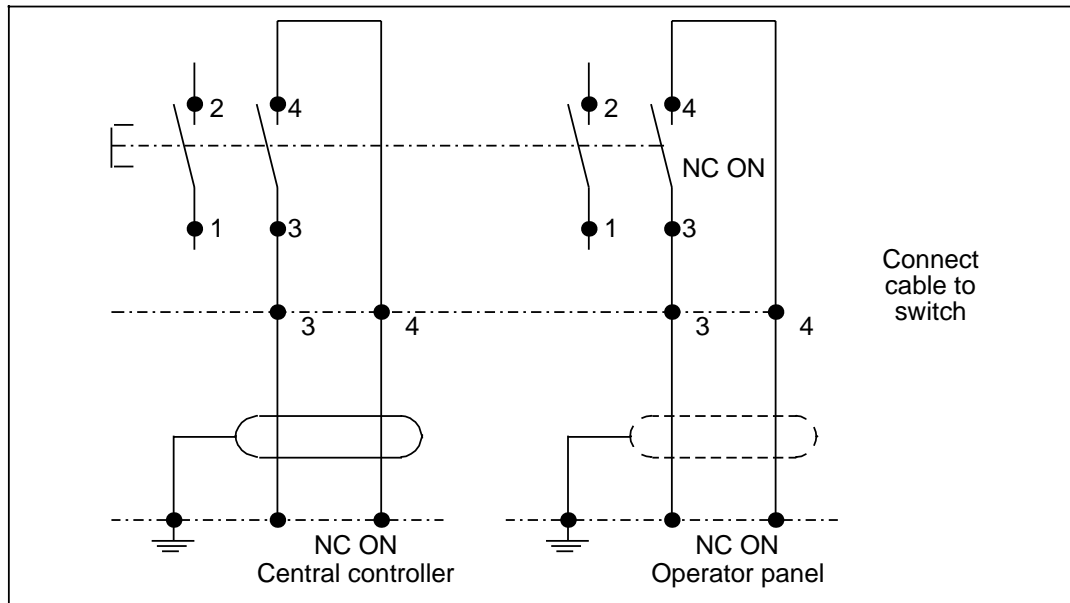 2 4 2 4
NC ON
1 3 1 3
Connect
cable to
switch
3 4 3 4
NC ON
Central controller
NC ON
Operator panel